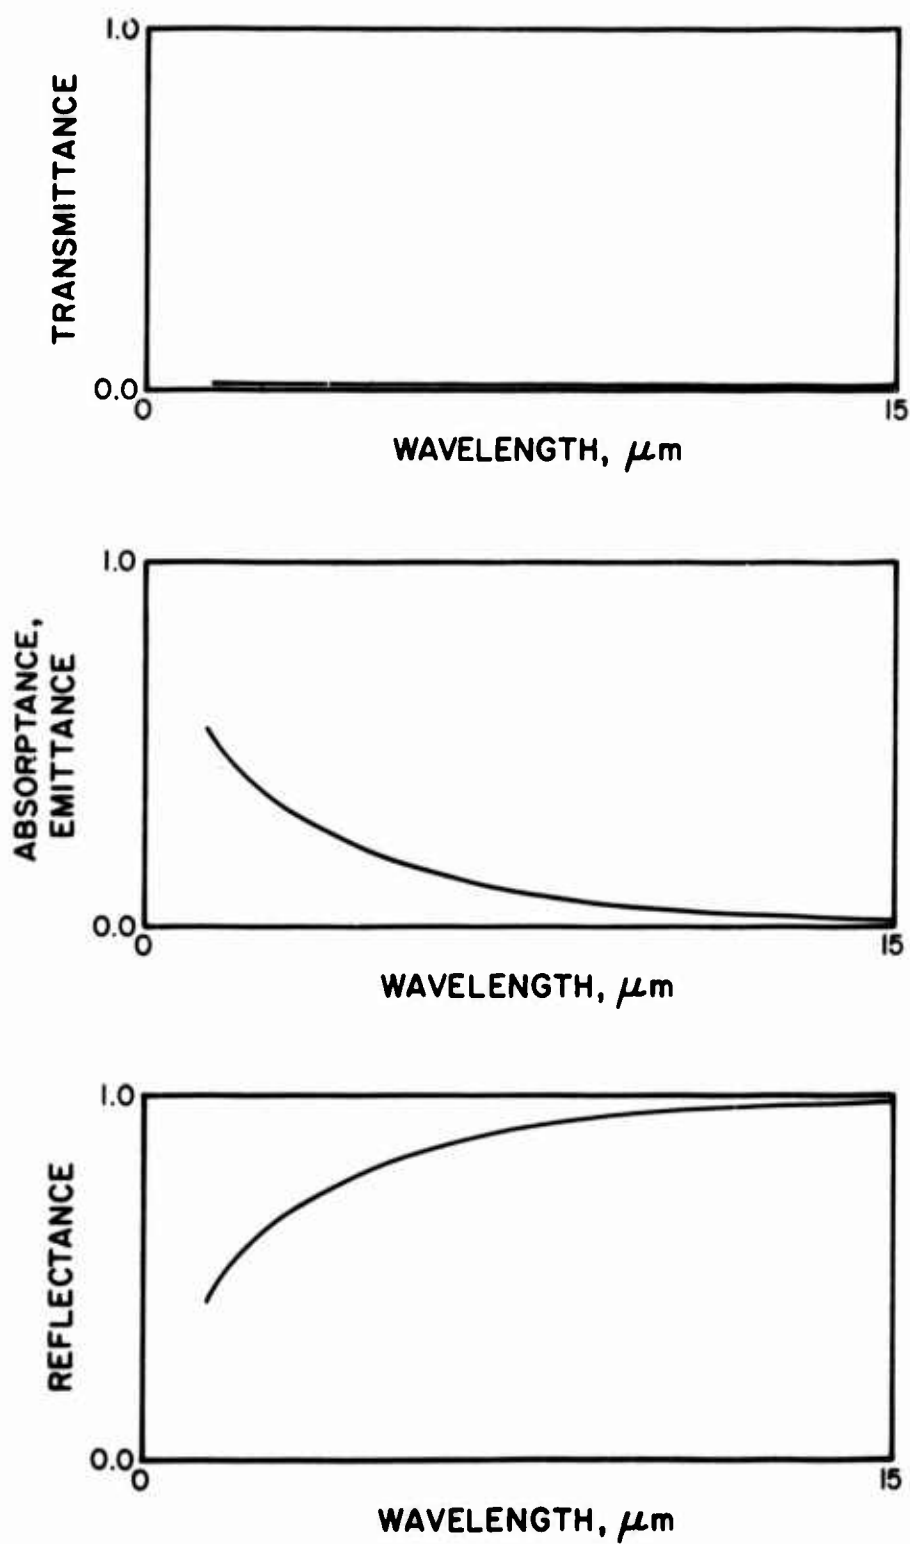 1.0
TRANSMITTANCE
0.0
0
15
WAVELENGTH, μm
1.0
ABSORPTANCE,
EMITTANCE
0.0
0
15
WAVELENGTH, μm
1.0
REFLECTANCE
0.0
0
15
WAVELENGTH, μm